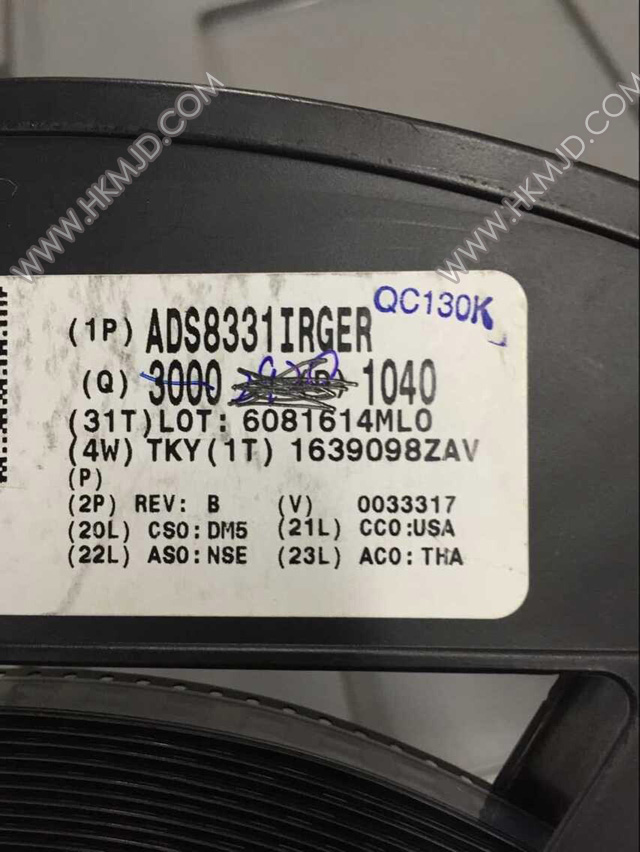 WWW.HKMJD.COM
WWW.HKMJD.COM
QC130K
(1P) ADS8331IRGER
(Q) 3000 1040
(31T)LOT: 6081614MLO
(4W) TKY(1T) 1639098ZAV
(P)
(2P) REV: B (V) 0033317
(20L) CSO:DM5 (21L) CCO:USA
(22L) ASO:NSE (23L) ACO:THA